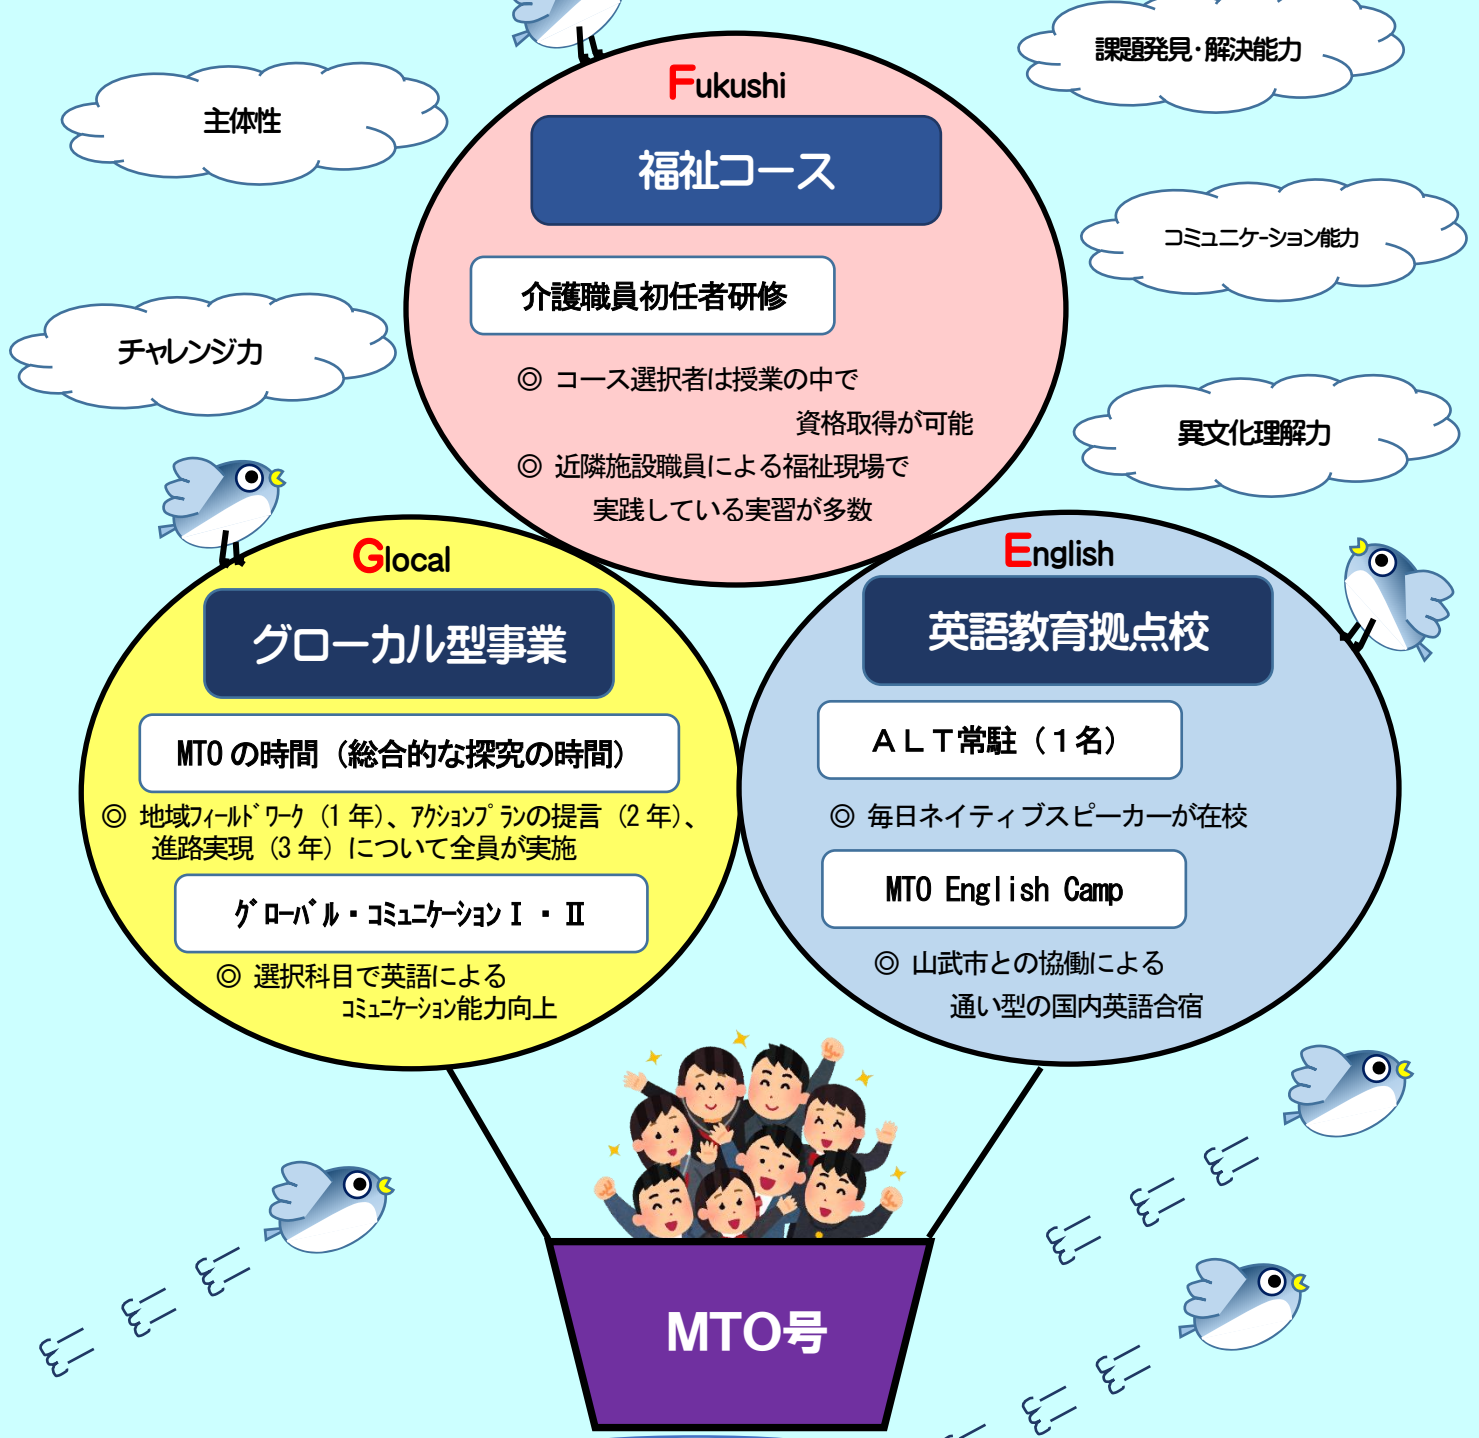 課題発見・解決能力
主体性
コミュニケーション能力
チャレンジ力
異文化理解力
Fukushi
福祉コース
介護職員初任者研修
◎ コース選択者は授業の中で
資格取得が可能
◎ 近隣施設職員による福祉現場で
実践している実習が多数
Glocal
グローカル型事業
MTOの時間（総合的な探究の時間）
◎ 地域ﾌｨｰﾙﾄﾞﾜｰｸ（1年）、ｱｸｼｮﾝﾌﾟﾗﾝの提言（2年）、
進路実現（3年）について全員が実施
ｸﾞﾛｰﾊﾞﾙ・ｺﾐｭﾆｹｰｼｮﾝⅠ・Ⅱ
◎ 選択科目で英語による
ｺﾐｭﾆｹｰｼｮﾝ能力向上
English
英語教育拠点校
ＡＬＴ常駐（１名）
◎ 毎日ネイティブスピーカーが在校
MTO English Camp
◎ 山武市との協働による
通い型の国内英語合宿
MTO号